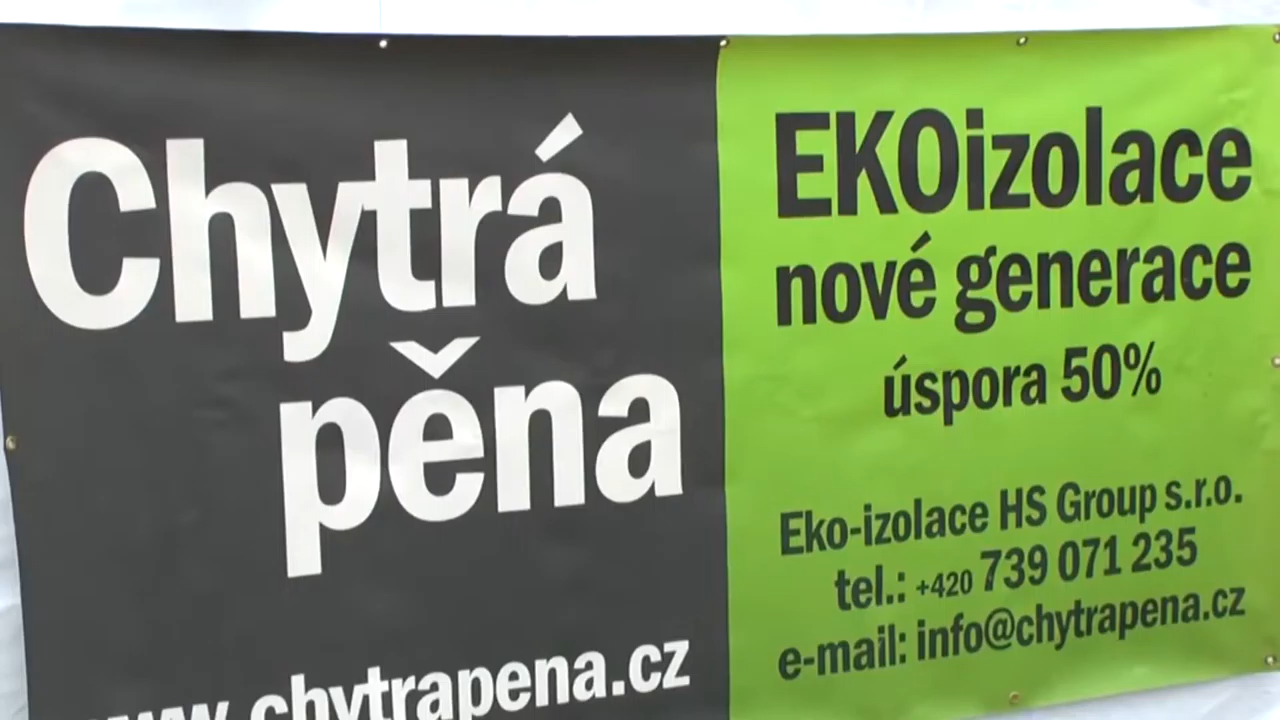 Chytrá
pěna
www.chytrapena.cz
EKOizolace
nové generace
úspora 50%
Eko-izolace HS Group s.r.o.
tel.: +420 739 071 235
e-mail: info@chytrapena.cz